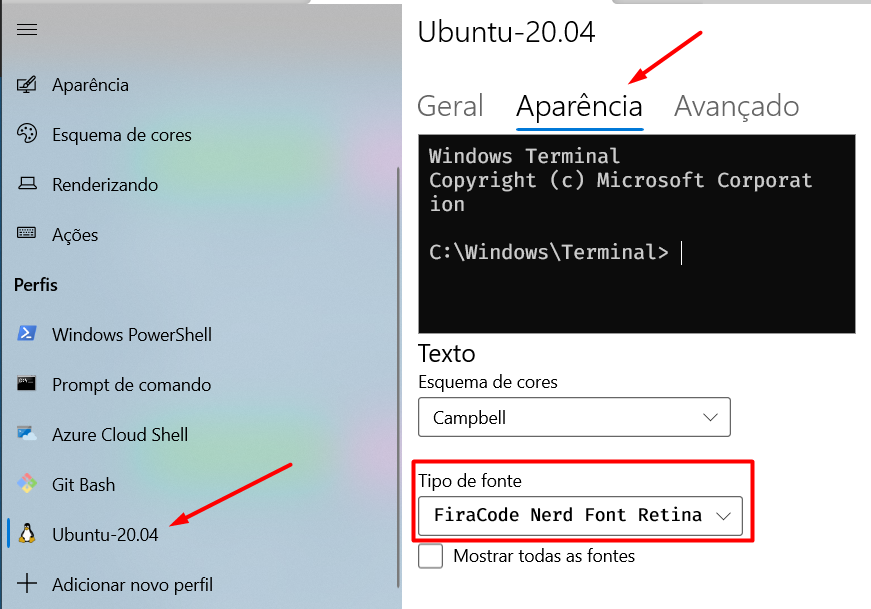 Aparência
Esquema de cores
Renderizando
Ações
Perfis
Windows PowerShell
Prompt de comando
Azure Cloud Shell
Git Bash
Ubuntu-20.04
Adicionar novo perfil
Ubuntu-20.04
Geral Aparência Avançado
Windows Terminal
Copyright (c) Microsoft Corporat
ion
C:\Windows\Terminal>
Texto
Esquema de cores
Campbell
Tipo de fonte
FiraCode Nerd Font Retina
Mostrar todas as fontes